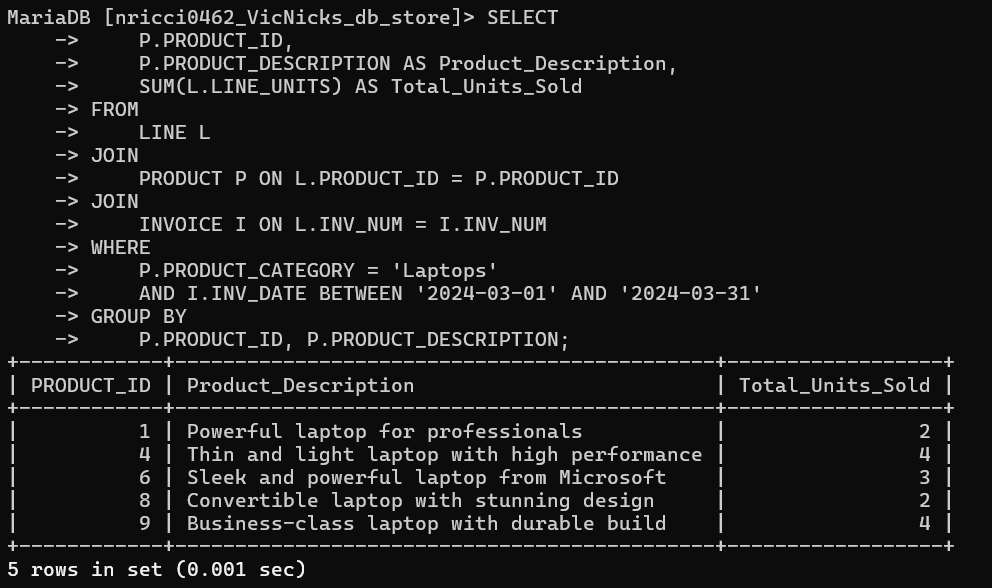 MariaDB [nricci0462_VicNicks_db_store]> SELECT
    ->     P.PRODUCT_ID,
    ->     P.PRODUCT_DESCRIPTION AS Product_Description,
    ->     SUM(L.LINE_UNITS) AS Total_Units_Sold
    -> FROM
    ->     LINE L
    -> JOIN
    ->     PRODUCT P ON L.PRODUCT_ID = P.PRODUCT_ID
    -> JOIN
    ->     INVOICE I ON L.INV_NUM = I.INV_NUM
    -> WHERE
    ->     P.PRODUCT_CATEGORY = 'Laptops'
    ->     AND I.INV_DATE BETWEEN '2024-03-01' AND '2024-03-31'
    -> GROUP BY
    ->     P.PRODUCT_ID, P.PRODUCT_DESCRIPTION;
+------------+---------------------------------------------+------------------+
| PRODUCT_ID | Product_Description                         | Total_Units_Sold |
+------------+---------------------------------------------+------------------+
|          1 | Powerful laptop for professionals           |                2 |
|          4 | Thin and light laptop with high performance |                4 |
|          6 | Sleek and powerful laptop from Microsoft    |                3 |
|          8 | Convertible laptop with stunning design     |                2 |
|          9 | Business-class laptop with durable build    |                4 |
+------------+---------------------------------------------+------------------+
5 rows in set (0.001 sec)